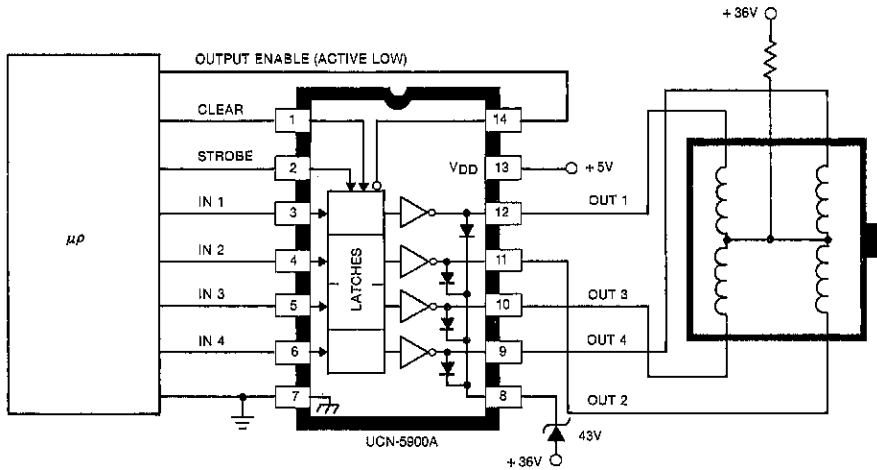 + 36V
OUTPUT ENABLE (ACTIVE LOW)
CLEAR
1
14
STROBE
2
VDD
13
+ 5V
IN 1
3
12
OUT 1
μρ
IN 2
4
11
LATCHES
IN 3
5
10
OUT 3
IN 4
6
9
OUT 4
7
8
OUT 2
UCN-5900A
43V
+ 36V